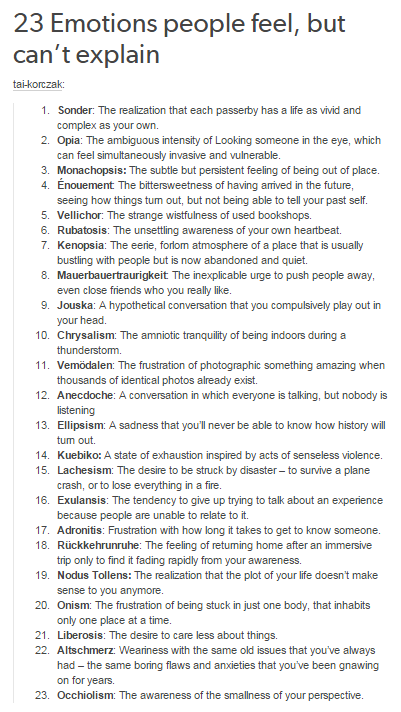 23 Emotions people feel, but
can't explain
tai-korczak:
1. Sonder: The realization that each passerby has a life as vivid and
complex as your own.
2. Opia: The ambiguous intensity of Looking someone in the eye, which
can feel simultaneously invasive and vulnerable.
3. Monachopsis: The subtle but persistent feeling of being out of place.
4. Énouement: The bittersweetness of having arrived in the future,
seeing how things turn out, but not being able to tell your past self.
5. Vellichor: The strange wistfulness of used bookshops.
6. Rubatosis: The unsettling awareness of your own heartbeat.
7. Kenopsia: The eerie, forlorn atmosphere of a place that is usually
bustling with people but is now abandoned and quiet.
8. Mauerbauertraurigkeit: The inexplicable urge to push people away,
even close friends who you really like.
9. Jouska: A hypothetical conversation that you compulsively play out in
your head.
10. Chrysalism: The amniotic tranquility of being indoors during a
thunderstorm.
11. Vemödalen: The frustration of photographic something amazing when
thousands of identical photos already exist.
12. Anecdoche: A conversation in which everyone is talking, but nobody is
listening
13. Ellipsism: A sadness that you'll never be able to know how history will
turn out.
14. Kuebiko: A state of exhaustion inspired by acts of senseless violence.
15. Lachesism: The desire to be struck by disaster – to survive a plane
crash, or to lose everything in a fire.
16. Exulansis: The tendency to give up trying to talk about an experience
because people are unable to relate to it.
17. Adronitis: Frustration with how long it takes to get to know someone.
18. Rückkehrunruhe: The feeling of returning home after an immersive
trip only to find it fading rapidly from your awareness.
19. Nodus Tollens: The realization that the plot of your life doesn't make
sense to you anymore.
20. Onism: The frustration of being stuck in just one body, that inhabits
only one place at a time.
21. Liberosis: The desire to care less about things.
22. Altschmerz: Weariness with the same old issues that you've always
had – the same boring flaws and anxieties that you've been gnawing
on for years.
23. Occhiolism: The awareness of the smallness of your perspective.